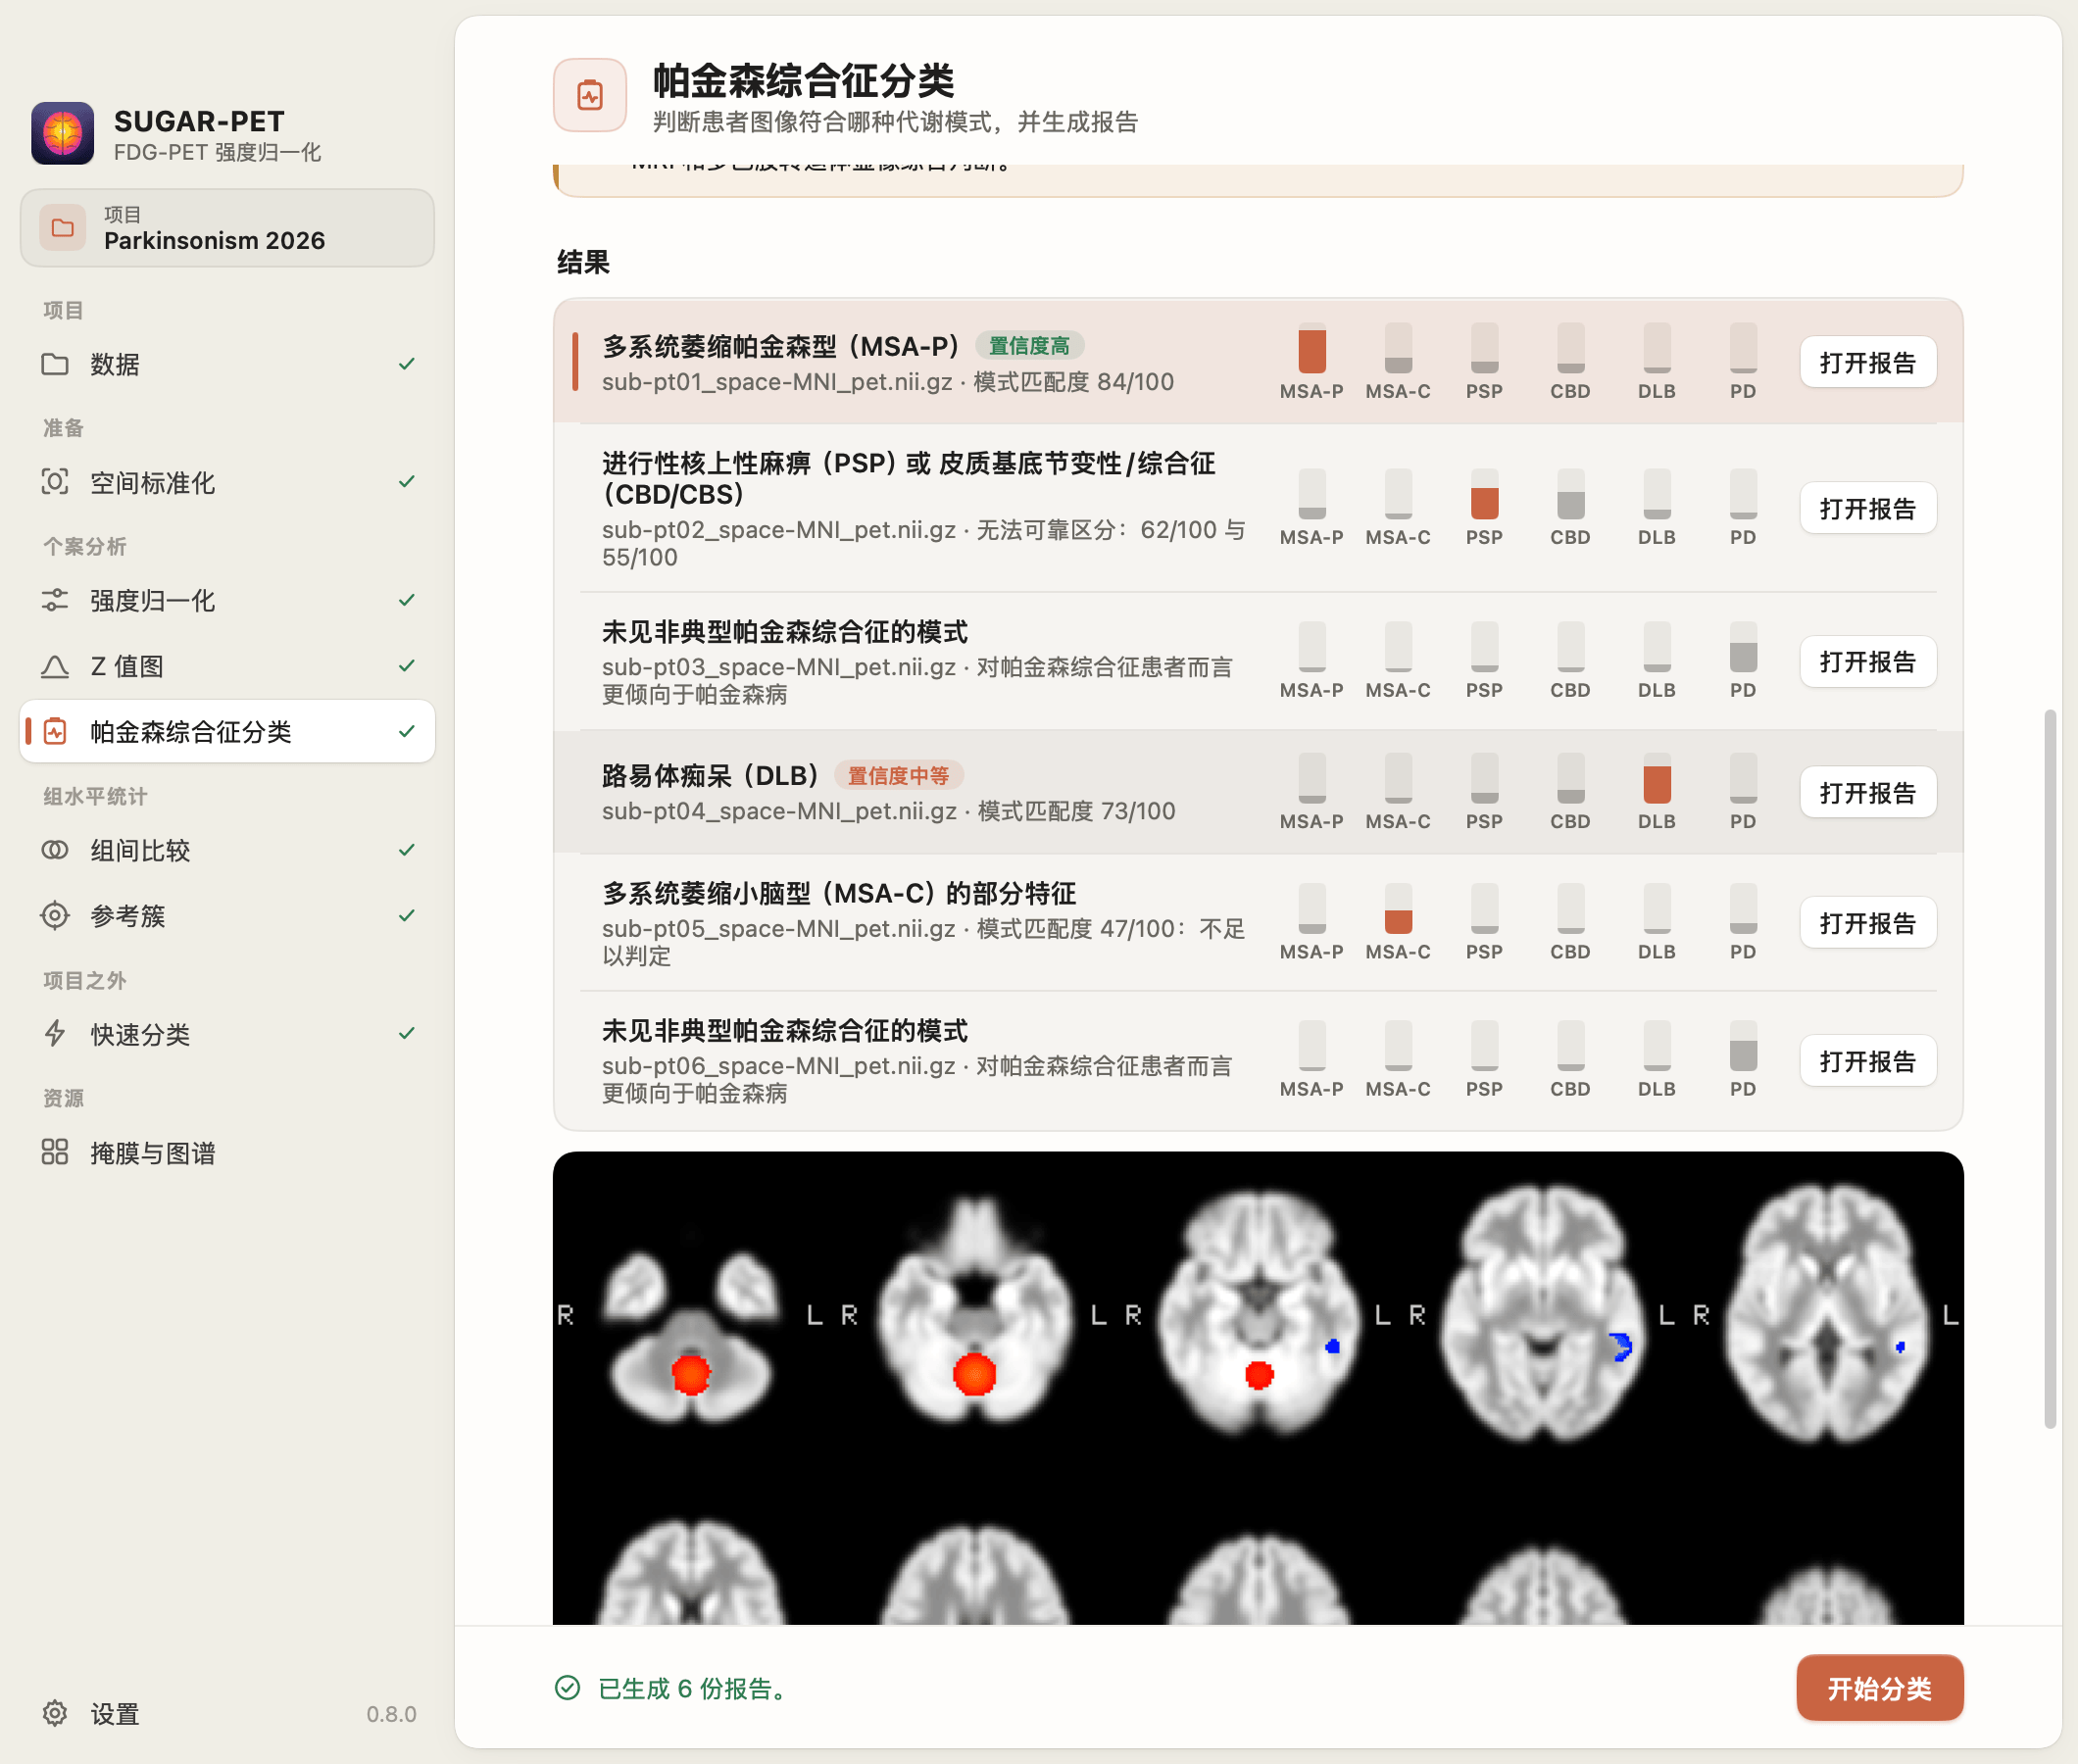 SUGAR-PET
FDG-PET 强度归一化
项目
Parkinsonism 2026
项目
数据
准备
空间标准化
个案分析
强度归一化
Z 值图
帕金森综合征分类
组水平统计
组间比较
参考簇
项目之外
快速分类
资源
掩膜与图谱
设置
0.8.0
帕金森综合征分类
判断患者图像符合哪种代谢模式，并生成报告
结果
多系统萎缩帕金森型（MSA-P） 置信度高
sub-pt01_space-MNI_pet.nii.gz · 模式匹配度 84/100
MSA-P MSA-C PSP CBD DLB PD
打开报告
进行性核上性麻痹（PSP）或 皮质基底节变性/综合征
（CBD/CBS）
sub-pt02_space-MNI_pet.nii.gz · 无法可靠区分：62/100 与
55/100
MSA-P MSA-C PSP CBD DLB PD
打开报告
未见非典型帕金森综合征的模式
sub-pt03_space-MNI_pet.nii.gz · 对帕金森综合征患者而言
更倾向于帕金森病
MSA-P MSA-C PSP CBD DLB PD
打开报告
路易体痴呆（DLB） 置信度中等
sub-pt04_space-MNI_pet.nii.gz · 模式匹配度 73/100
MSA-P MSA-C PSP CBD DLB PD
打开报告
多系统萎缩小脑型（MSA-C）的部分特征
sub-pt05_space-MNI_pet.nii.gz · 模式匹配度 47/100：不足
以判定
MSA-P MSA-C PSP CBD DLB PD
打开报告
未见非典型帕金森综合征的模式
sub-pt06_space-MNI_pet.nii.gz · 对帕金森综合征患者而言
更倾向于帕金森病
MSA-P MSA-C PSP CBD DLB PD
打开报告
R L R L R L R L R L
已生成 6 份报告。
开始分类